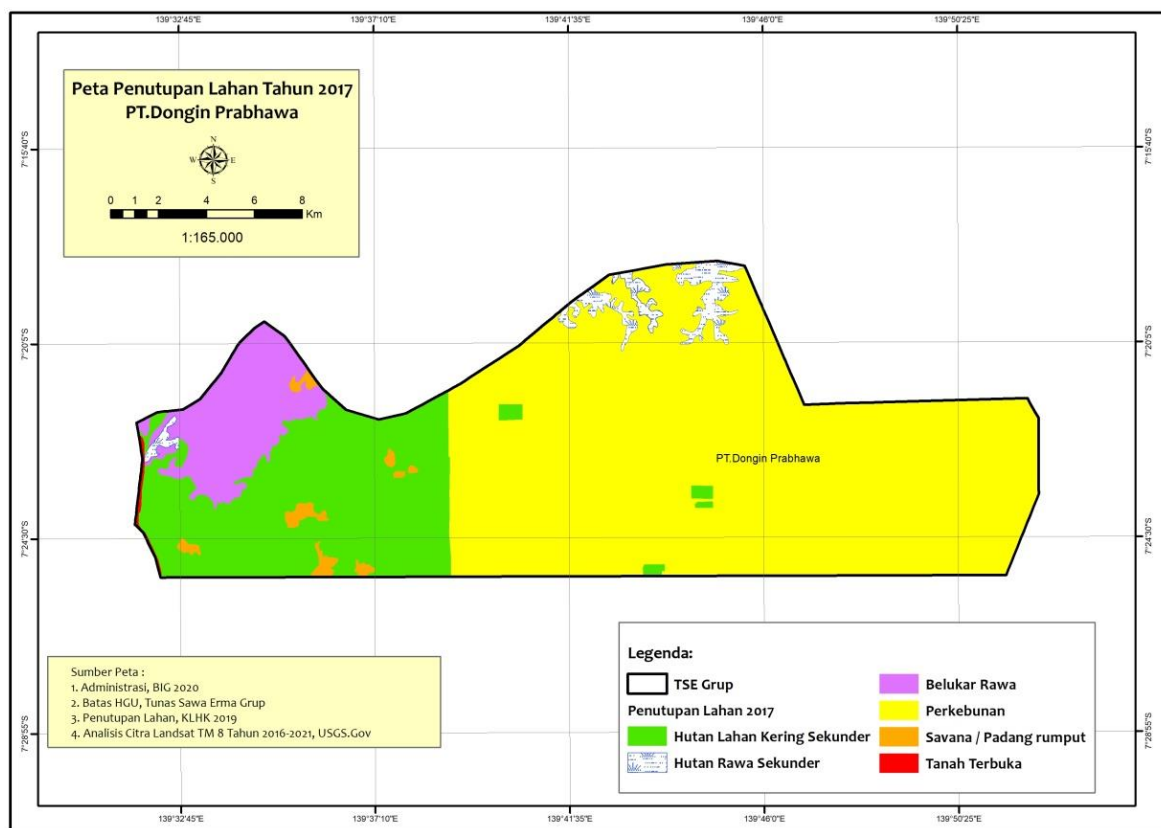 139°32'45"E 139°37'10"E 139°41'35"E 139°46'0"E 139°50'25"E
Peta Penutupan Lahan Tahun 2017
PT.Dongin Prabhawa
N
W E
S
0 1 2 4 6 8
Km
1:165.000
7°15'40"S 7°15'40"S
7°20'5"S 7°20'5"S
PT.Dongin Prabhawa
7°24'30"S 7°24'30"S
Sumber Peta :
1. Administrasi, BIG 2020
2. Batas HGU, Tunas Sawa Erma Grup
3. Penutupan Lahan, KLHK 2019
4. Analisis Citra Landsat TM 8 Tahun 2016-2021, USGS.Gov
Legenda:
TSE Grup
Penutupan Lahan 2017
Hutan Lahan Kering Sekunder
Hutan Rawa Sekunder
Belukar Rawa
Perkebunan
Savana / Padang rumput
Tanah Terbuka
7°28'55"S 7°28'55"S
139°32'45"E 139°37'10"E 139°41'35"E 139°46'0"E 139°50'25"E